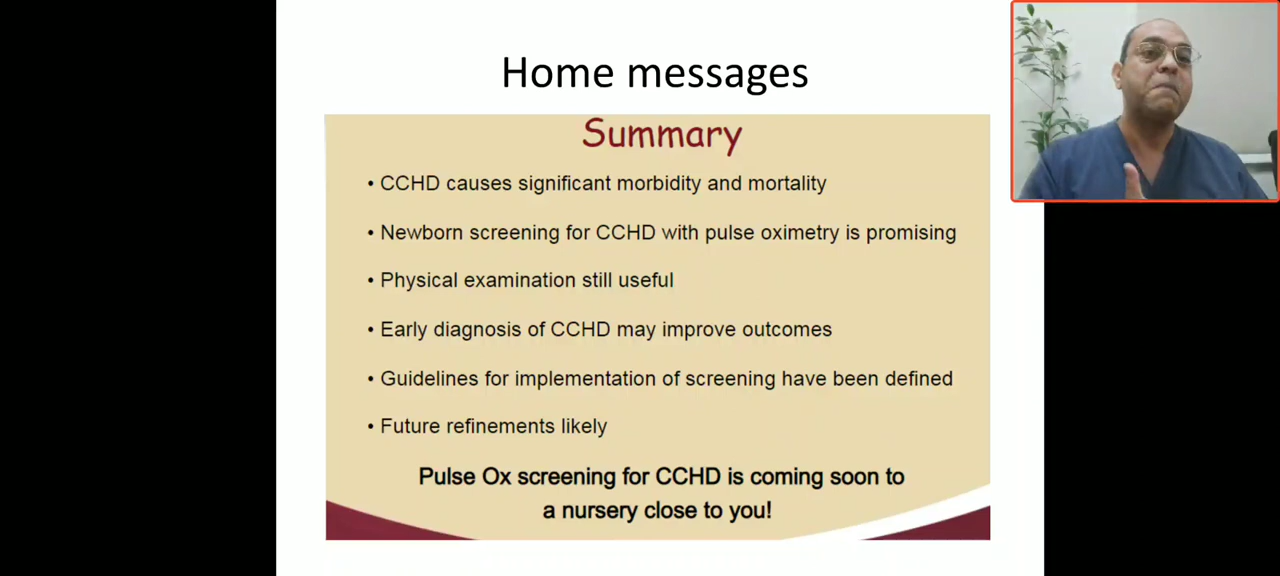 Home messages
Summary
• CCHD causes significant morbidity and mortality
• Newborn screening for CCHD with pulse oximetry is promising
• Physical examination still useful
• Early diagnosis of CCHD may improve outcomes
• Guidelines for implementation of screening have been defined
• Future refinements likely
Pulse Ox screening for CCHD is coming soon to
a nursery close to you!